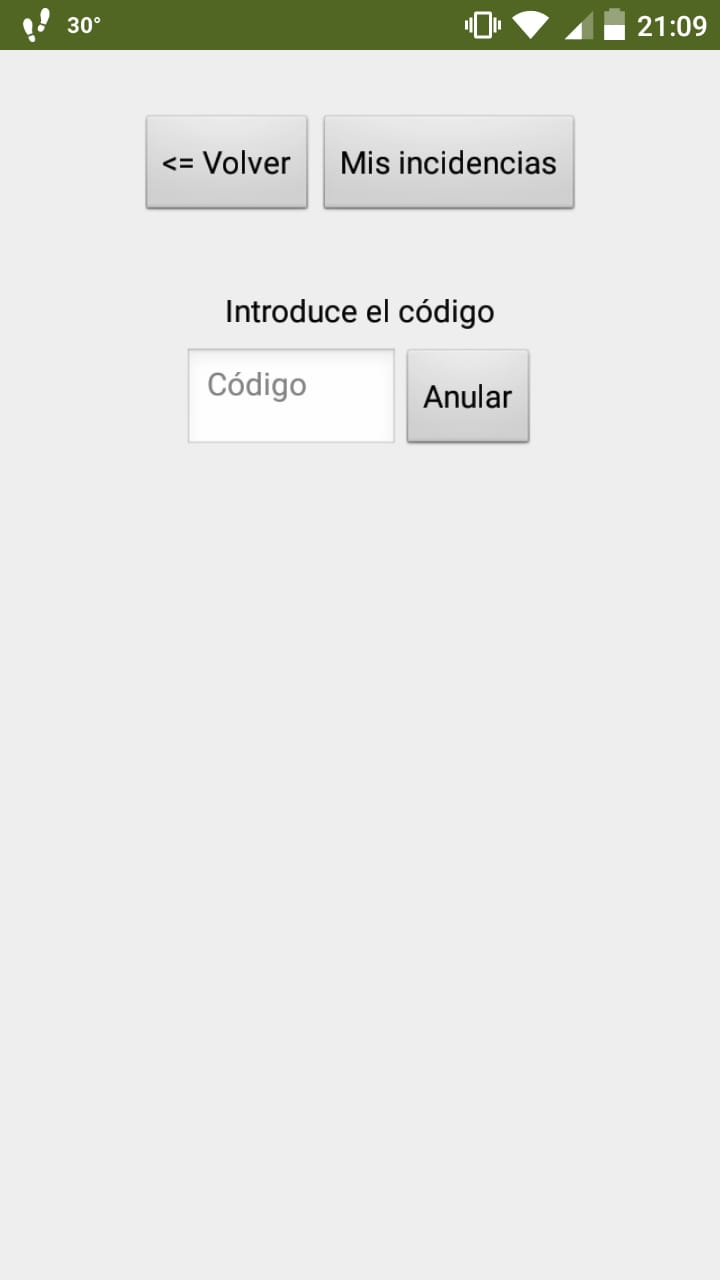 30° 21:09
<= Volver Mis incidencias
Introduce el código
Código Anular